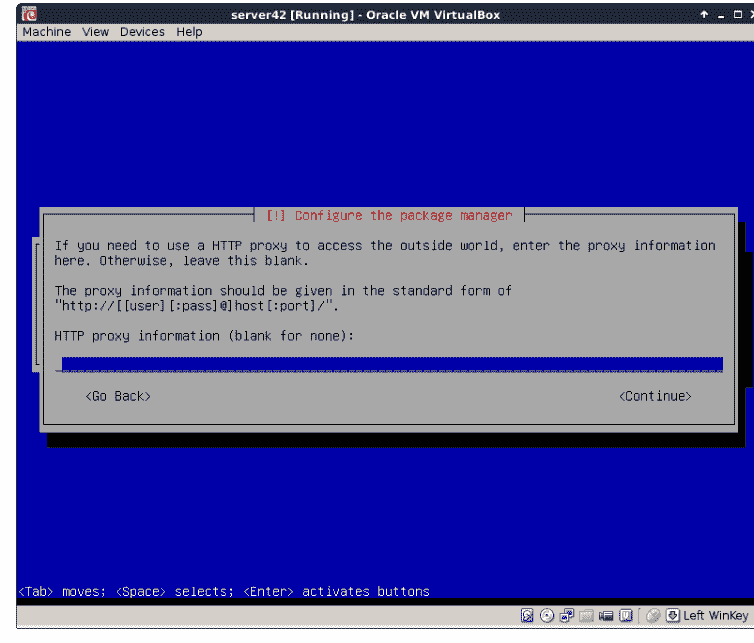 server42 [Running] - Oracle VM VirtualBox
Machine View Devices Help
[!] Configure the package manager
If you need to use a HTTP proxy to access the outside world, enter the proxy information
here. Otherwise, leave this blank.
The proxy information should be given in the standard form of
"http://[[user][:pass]@]host[:port]/".
HTTP proxy information (blank for none):
<Go Back>
<Continue>
<Tab> moves; <Space> selects; <Enter> activates buttons
Left WinKey